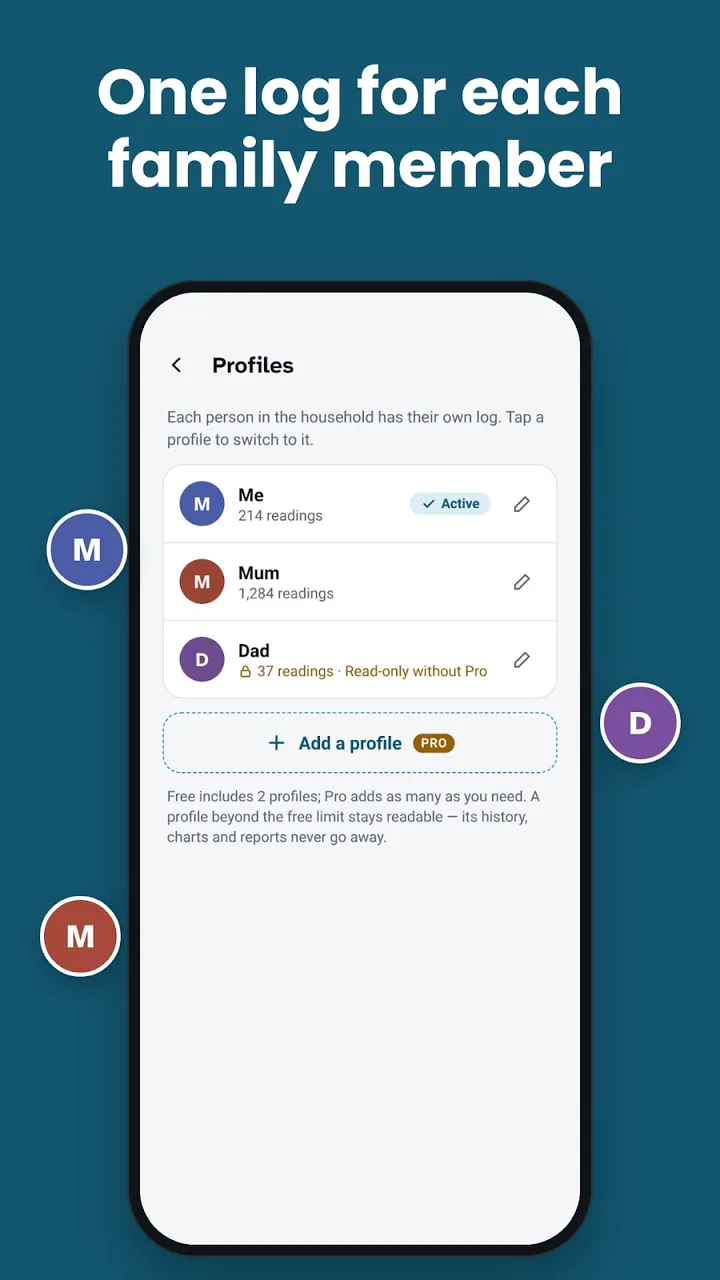 One log for each
family member
Profiles
Each person in the household has their own log. Tap a
profile to switch to it.
M
Me
Active
214 readings
M
M
Mum
1,284 readings
D
Dad
37 readings · Read-only without Pro
D
Add a profile PRO
Free includes 2 profiles; Pro adds as many as you need. A
profile beyond the free limit stays readable — its history,
charts and reports never go away.
M